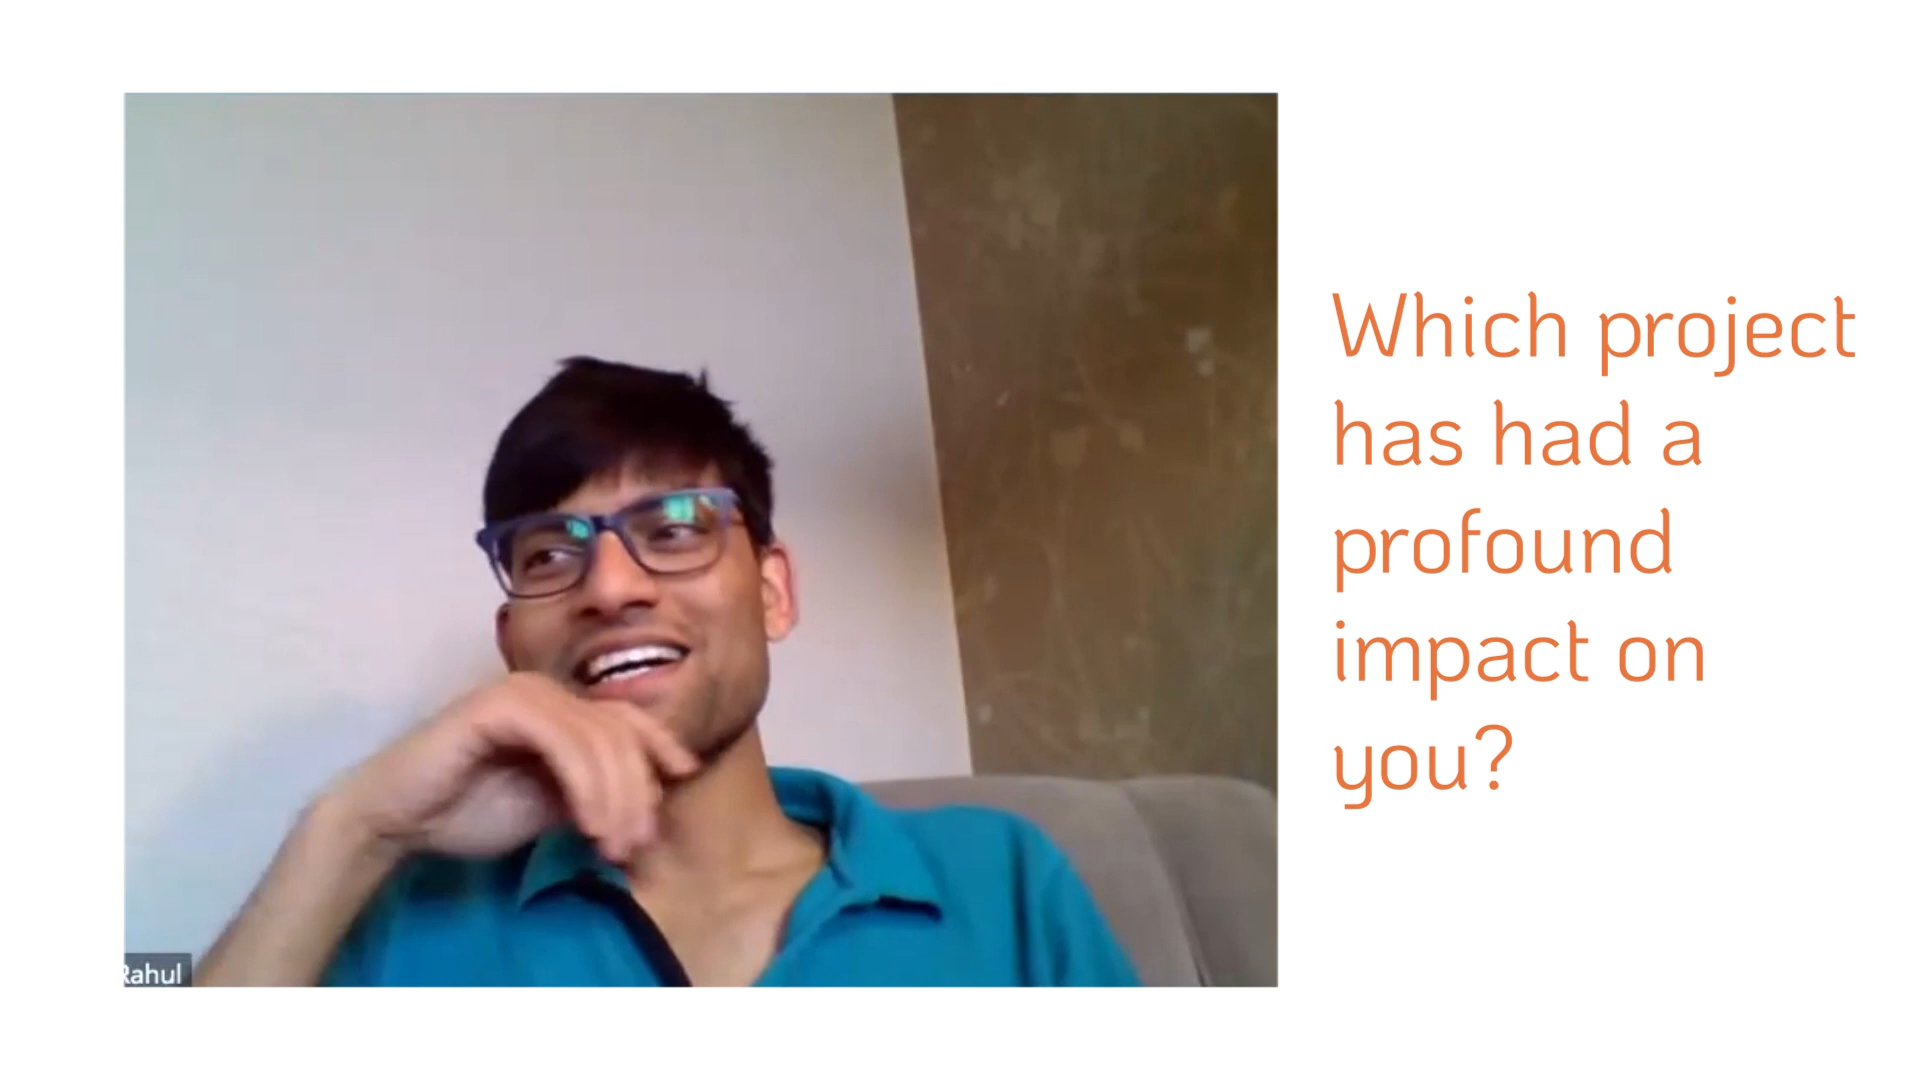 Which project
has had a
profound
impact on
you?
Rahul